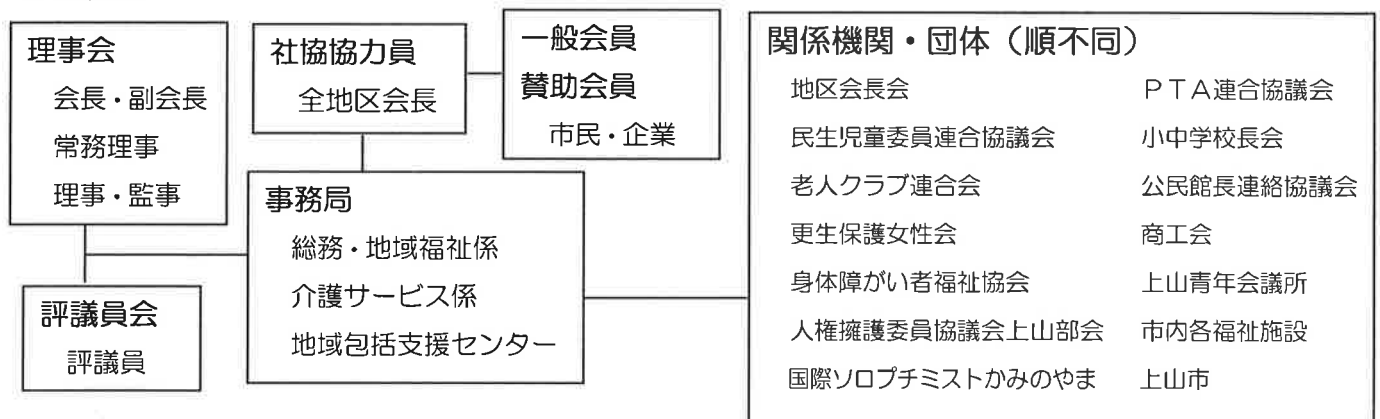 理事会
会長・副会長
常務理事
理事・監事
評議員会
評議員
社協協力員
全地区会長
一般会員
賛助会員
市民・企業
事務局
総務・地域福祉係
介護サービス係
地域包括支援センター
関係機関・団体（順不同）
地区会長会
民生児童委員連合協議会
老人クラブ連合会
更生保護女性会
身体障がい者福祉協会
人権擁護委員協議会上山部会
国際ソロプチミストかみのやま
ＰＴＡ連合協議会
小中学校長会
公民館長連絡協議会
商工会
上山青年会議所
市内各福祉施設
上山市